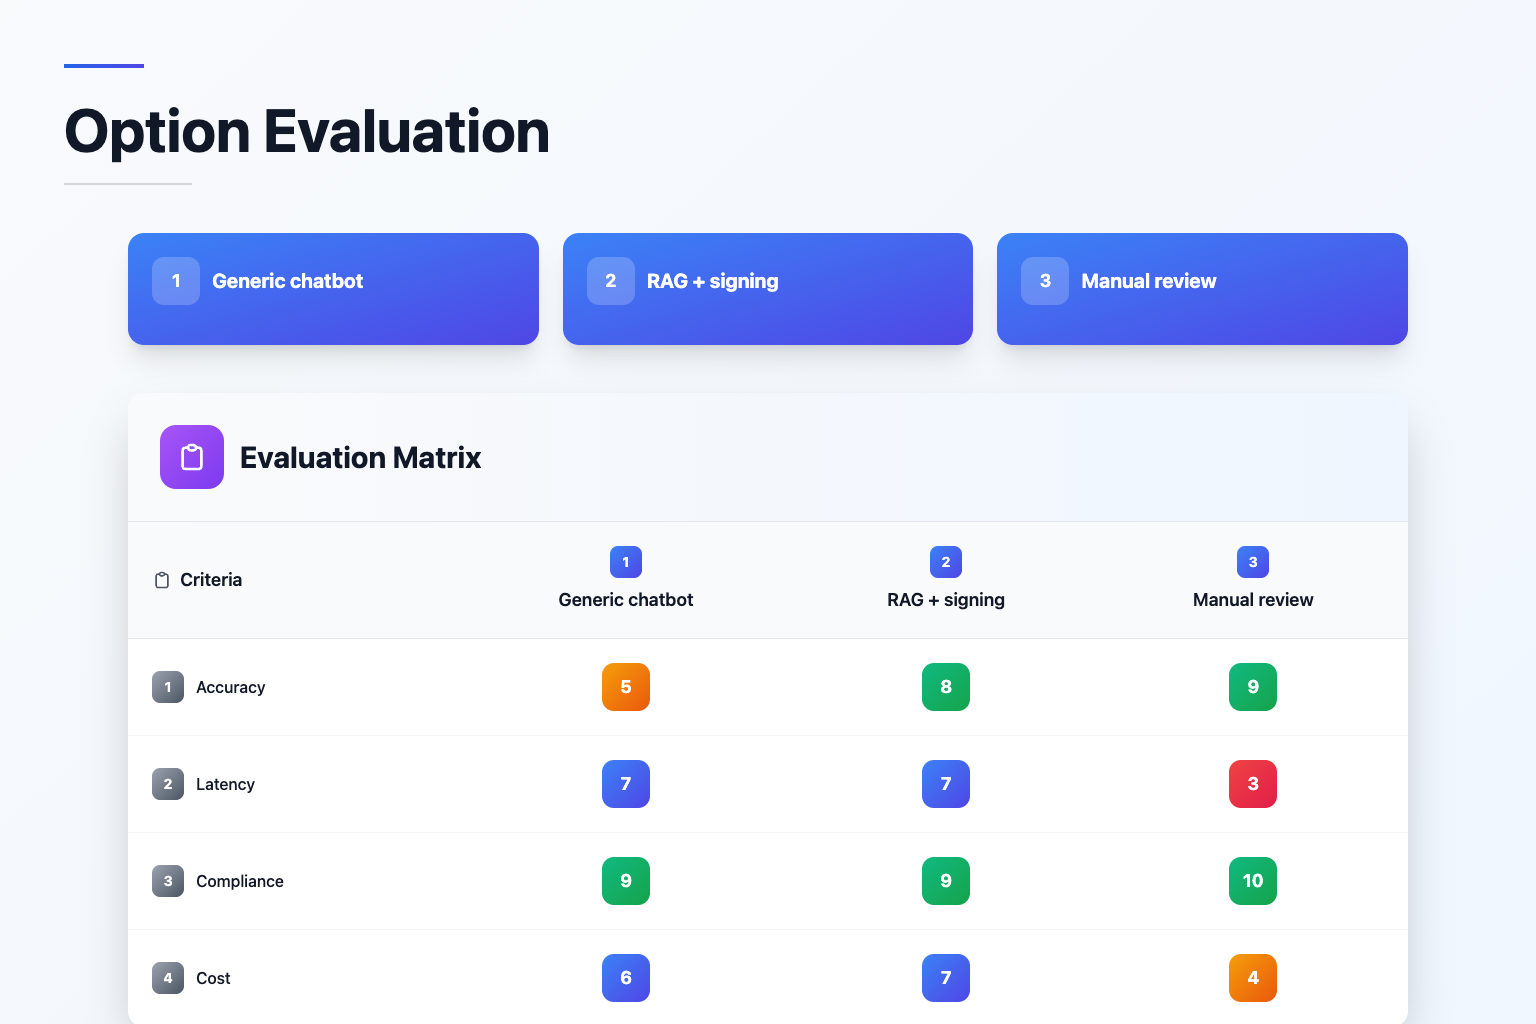 Option Evaluation
1 Generic chatbot
2 RAG + signing
3 Manual review
Evaluation Matrix
Criteria
1 Generic chatbot
2 RAG + signing
3 Manual review
1 Accuracy 5 8 9
2 Latency 7 7 3
3 Compliance 9 9 10
4 Cost 6 7 4